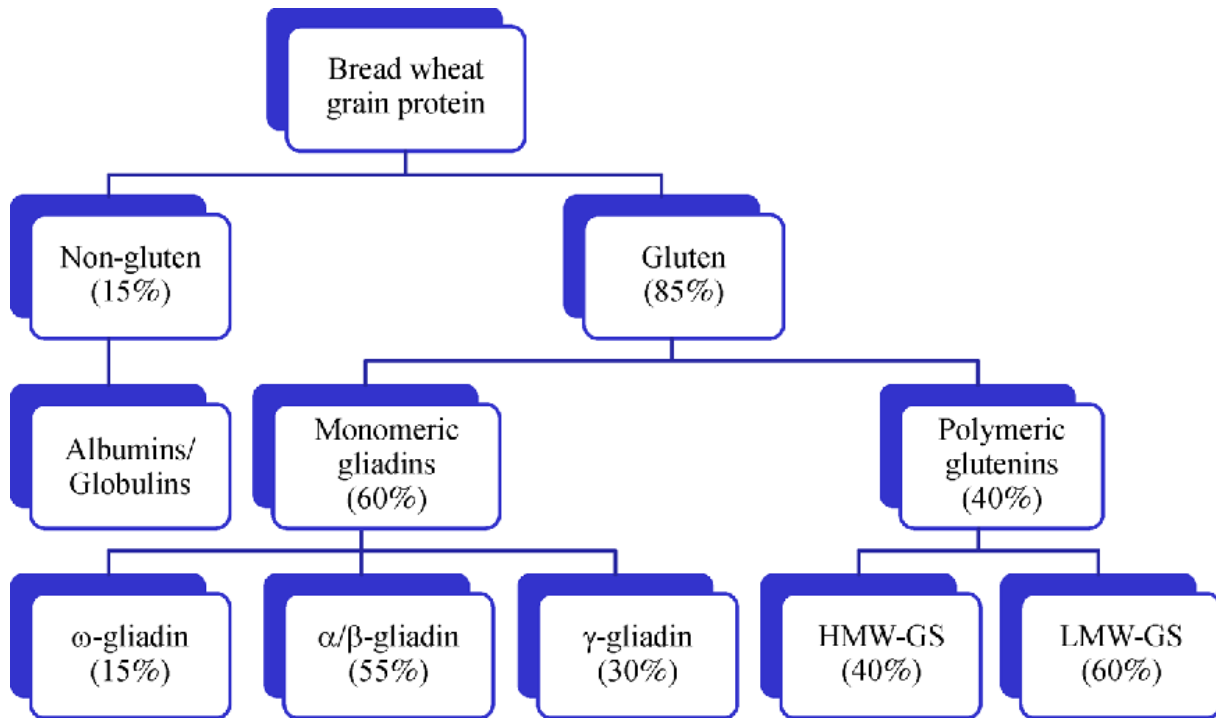 Bread wheat
grain protein
Non-gluten
(15%)
Gluten
(85%)
Albumins/
Globulins
Monomeric
gliadins
(60%)
Polymeric
glutenins
(40%)
ω-gliadin
(15%)
α/β-gliadin
(55%)
γ-gliadin
(30%)
HMW-GS
(40%)
LMW-GS
(60%)